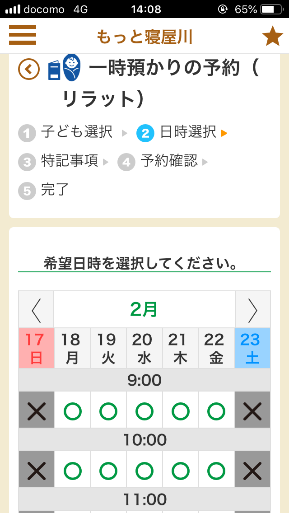 docomo 4G 14:08 65%
もっと寝屋川
一時預かりの予約（
リラット）
1 子ども選択 2 日時選択
3 特記事項 4 予約確認
5 完了
希望日時を選択してください。
2月
17 18 19 20 21 22 23
日 月 火 水 木 金 土
9:00
× ○ ○ ○ ○ ○ ×
10:00
× ○ ○ ○ ○ ○ ×
11:00